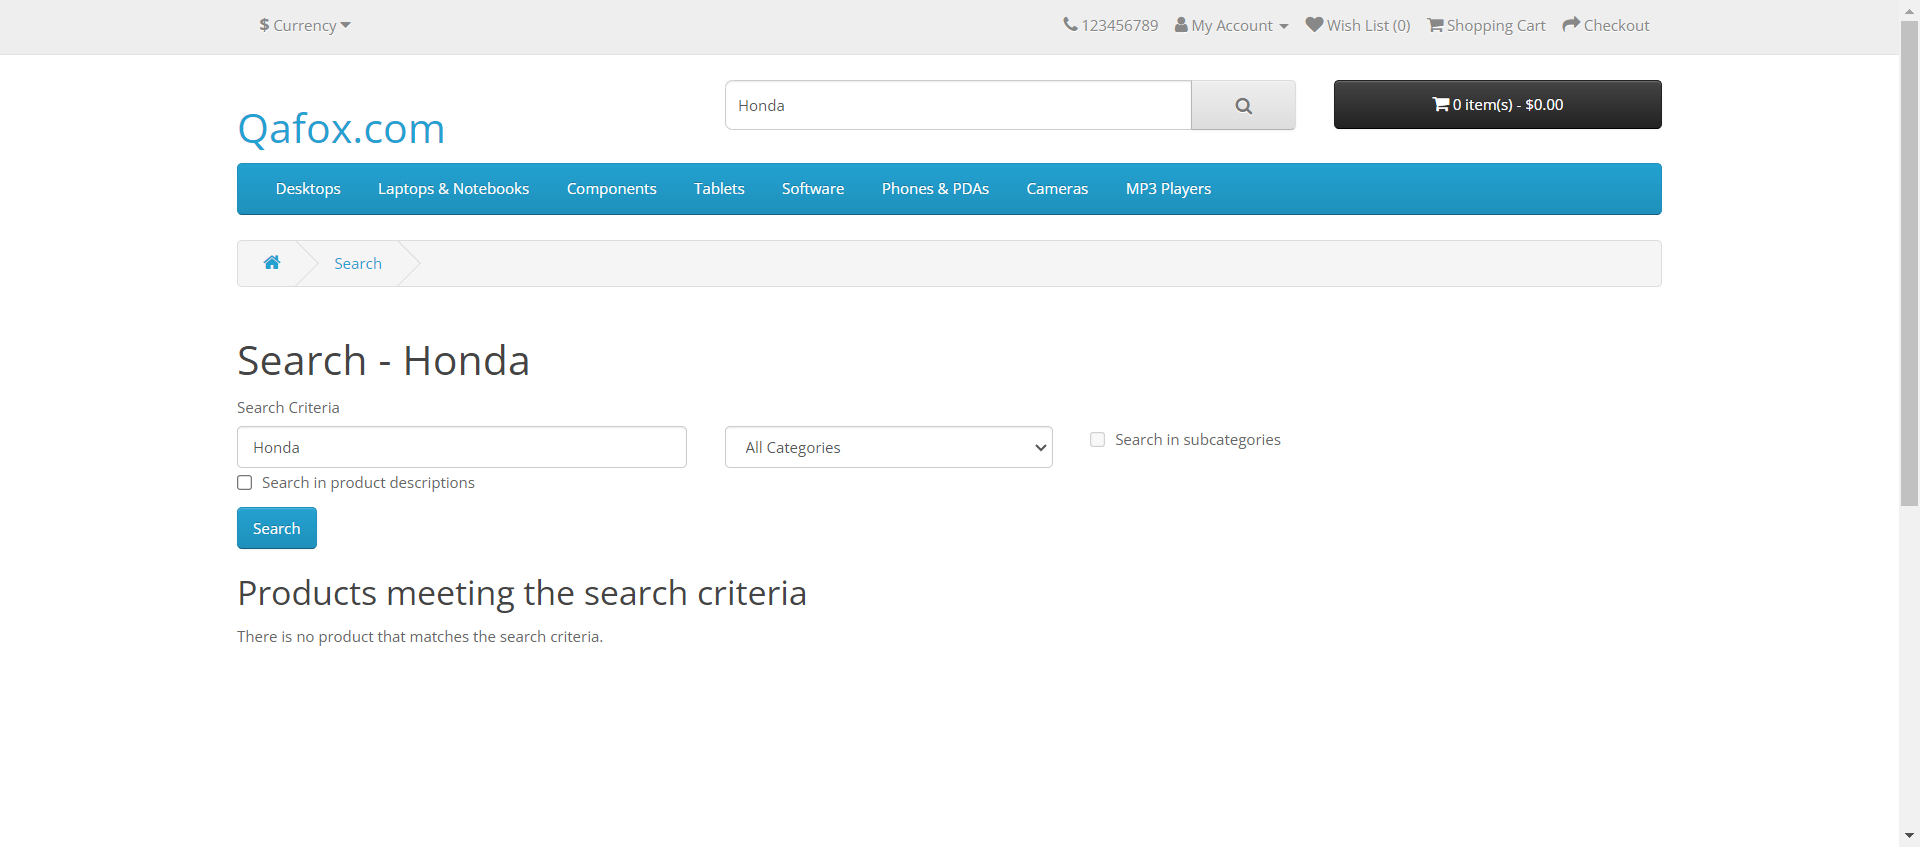 $ Currency
123456789 My Account Wish List (0) Shopping Cart Checkout
Qafox.com
Honda
0 item(s) - $0.00
Desktops Laptops & Notebooks Components Tablets Software Phones & PDAs Cameras MP3 Players
Search
Search - Honda
Search Criteria
Honda
All Categories
Search in subcategories
Search in product descriptions
Search
Products meeting the search criteria
There is no product that matches the search criteria.